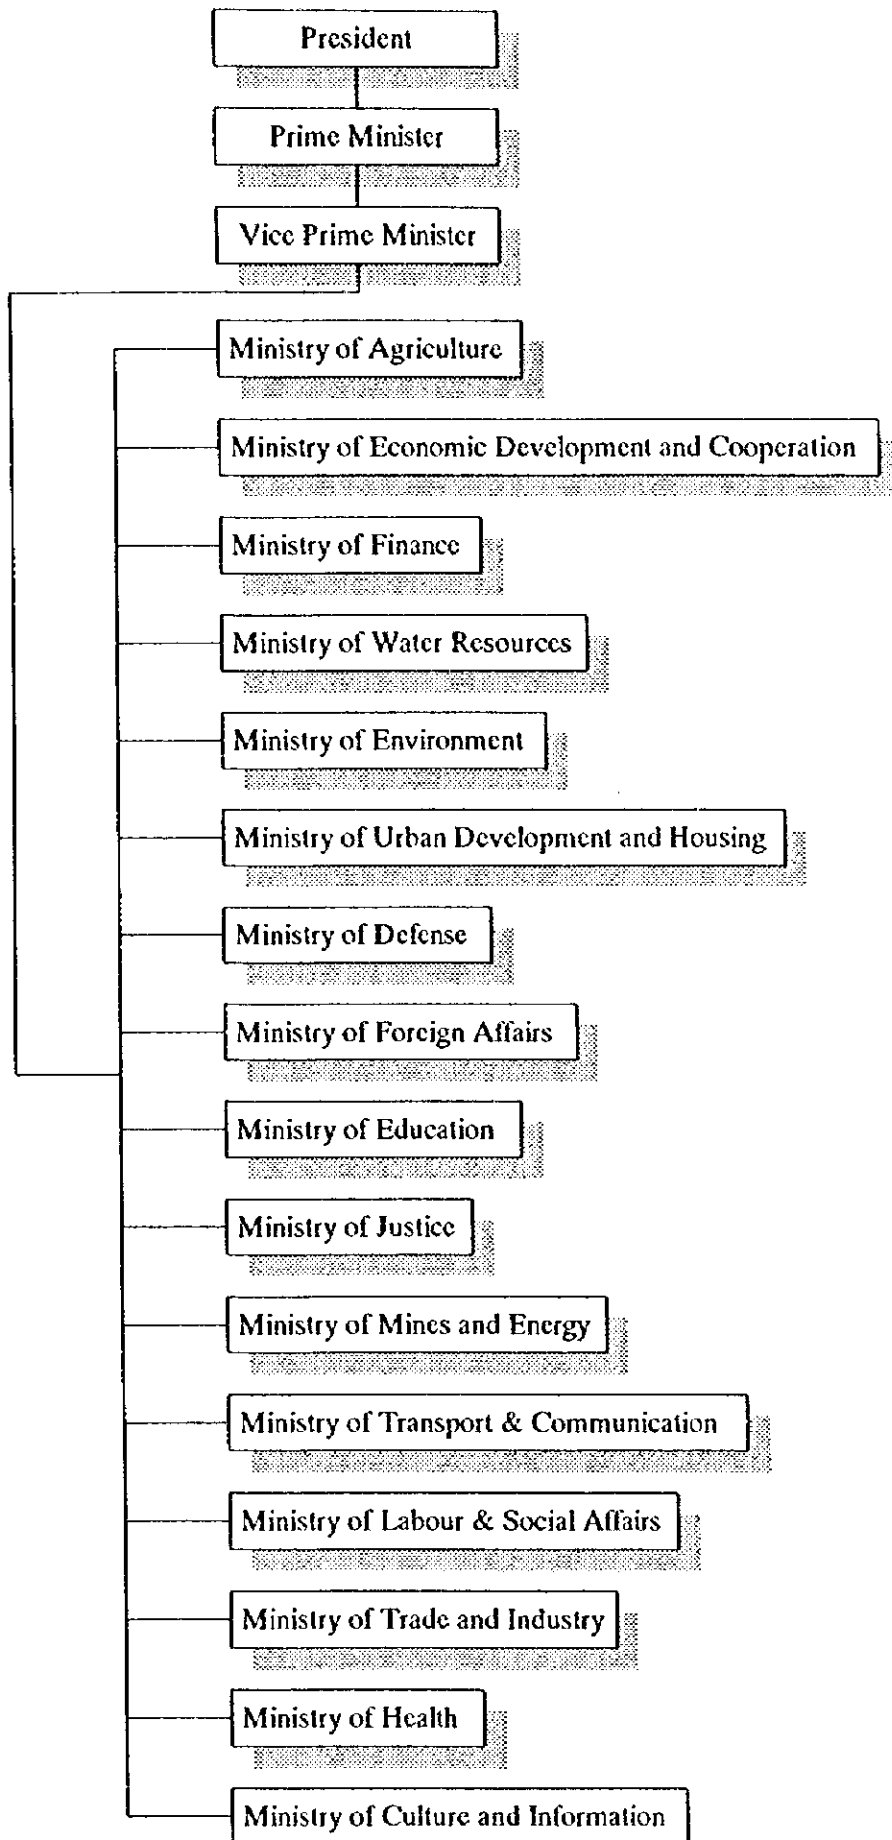 President
Prime Minister
Vice Prime Minister
Ministry of Agriculture
Ministry of Economic Development and Cooperation
Ministry of Finance
Ministry of Water Resources
Ministry of Environment
Ministry of Urban Development and Housing
Ministry of Defense
Ministry of Foreign Affairs
Ministry of Education
Ministry of Justice
Ministry of Mines and Energy
Ministry of Transport & Communication
Ministry of Labour & Social Affairs
Ministry of Trade and Industry
Ministry of Health
Ministry of Culture and Information